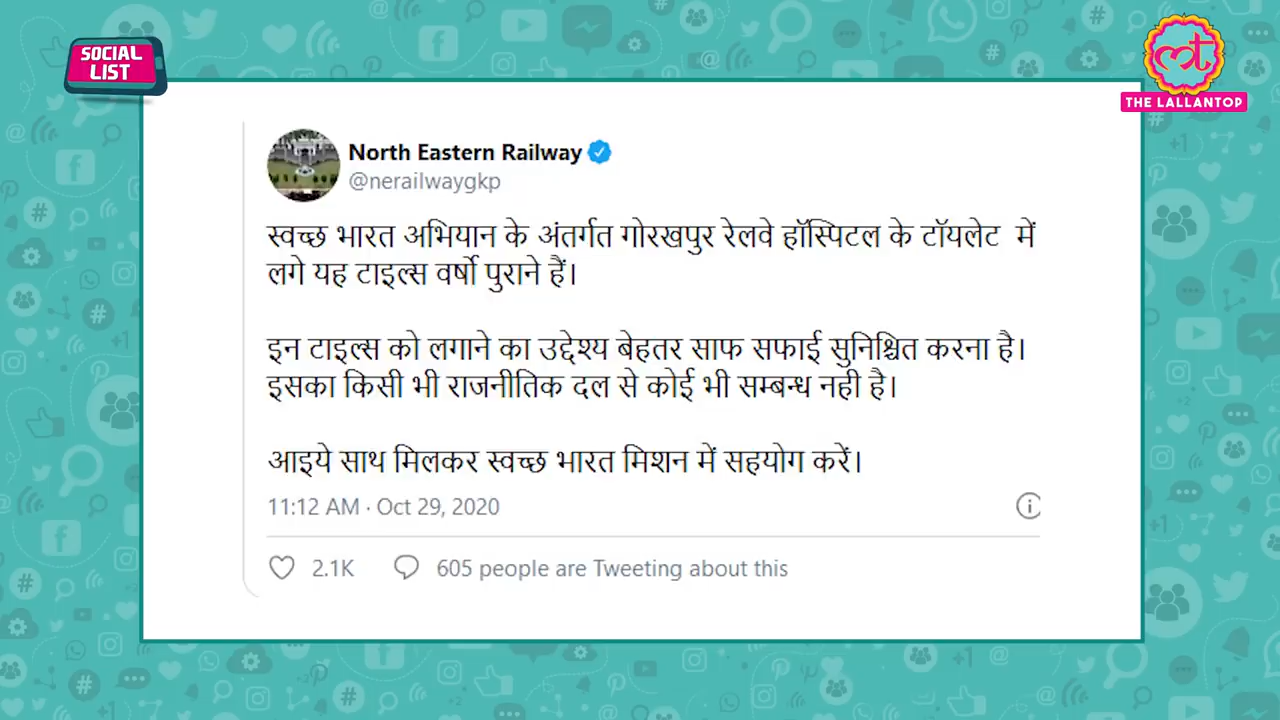 SOCIAL
LIST
THE LALLANTOP
North Eastern Railway
@nerailwaygkp
स्वच्छ भारत अभियान के अंतर्गत गोरखपुर रेलवे हॉस्पिटल के टॉयलेट में
लगे यह टाइल्स वर्षो पुराने हैं।
इन टाइल्स को लगाने का उद्देश्य बेहतर साफ सफाई सुनिश्चित करना है।
इसका किसी भी राजनीतिक दल से कोई भी सम्बन्ध नही है।
आइये साथ मिलकर स्वच्छ भारत मिशन में सहयोग करें।
11:12 AM · Oct 29, 2020
2.1K 605 people are Tweeting about this